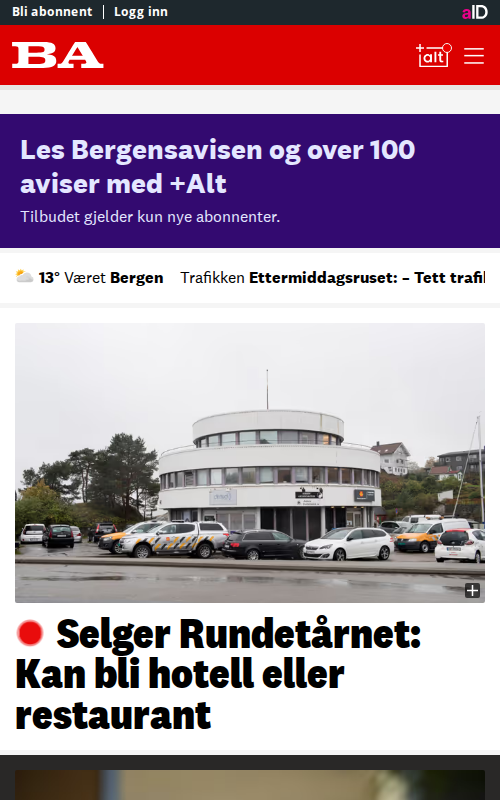 Bli abonnent
Logg inn
aID
BA
+alt
Les Bergensavisen og over 100
aviser med +Alt
Tilbudet gjelder kun nye abonnenter.
13° Været Bergen Trafikken Ettermiddagsruset: – Tett trafi
Selger Rundetårnet:
Kan bli hotell eller
restaurant